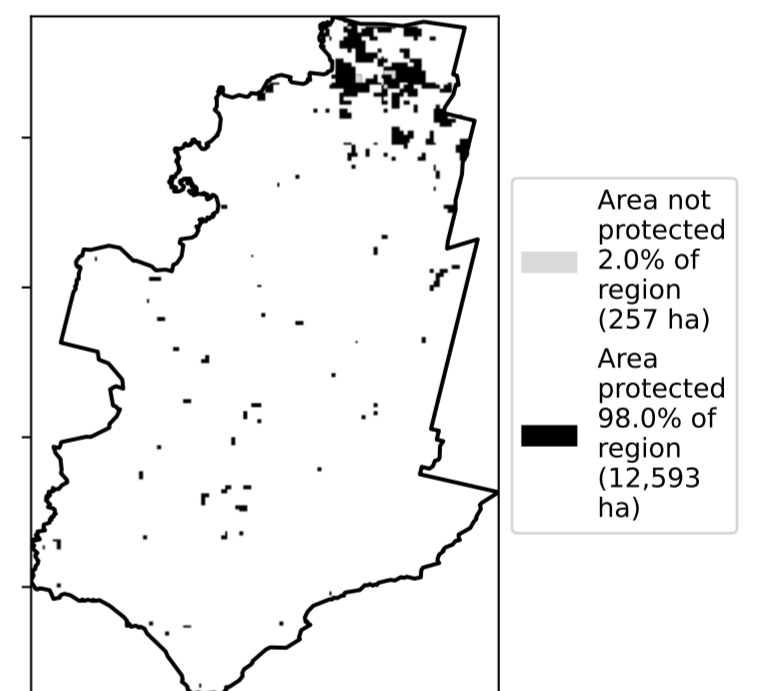 Area not
protected
2.0% of
region
(257 ha)
Area
protected
98.0% of
region
(12,593
ha)